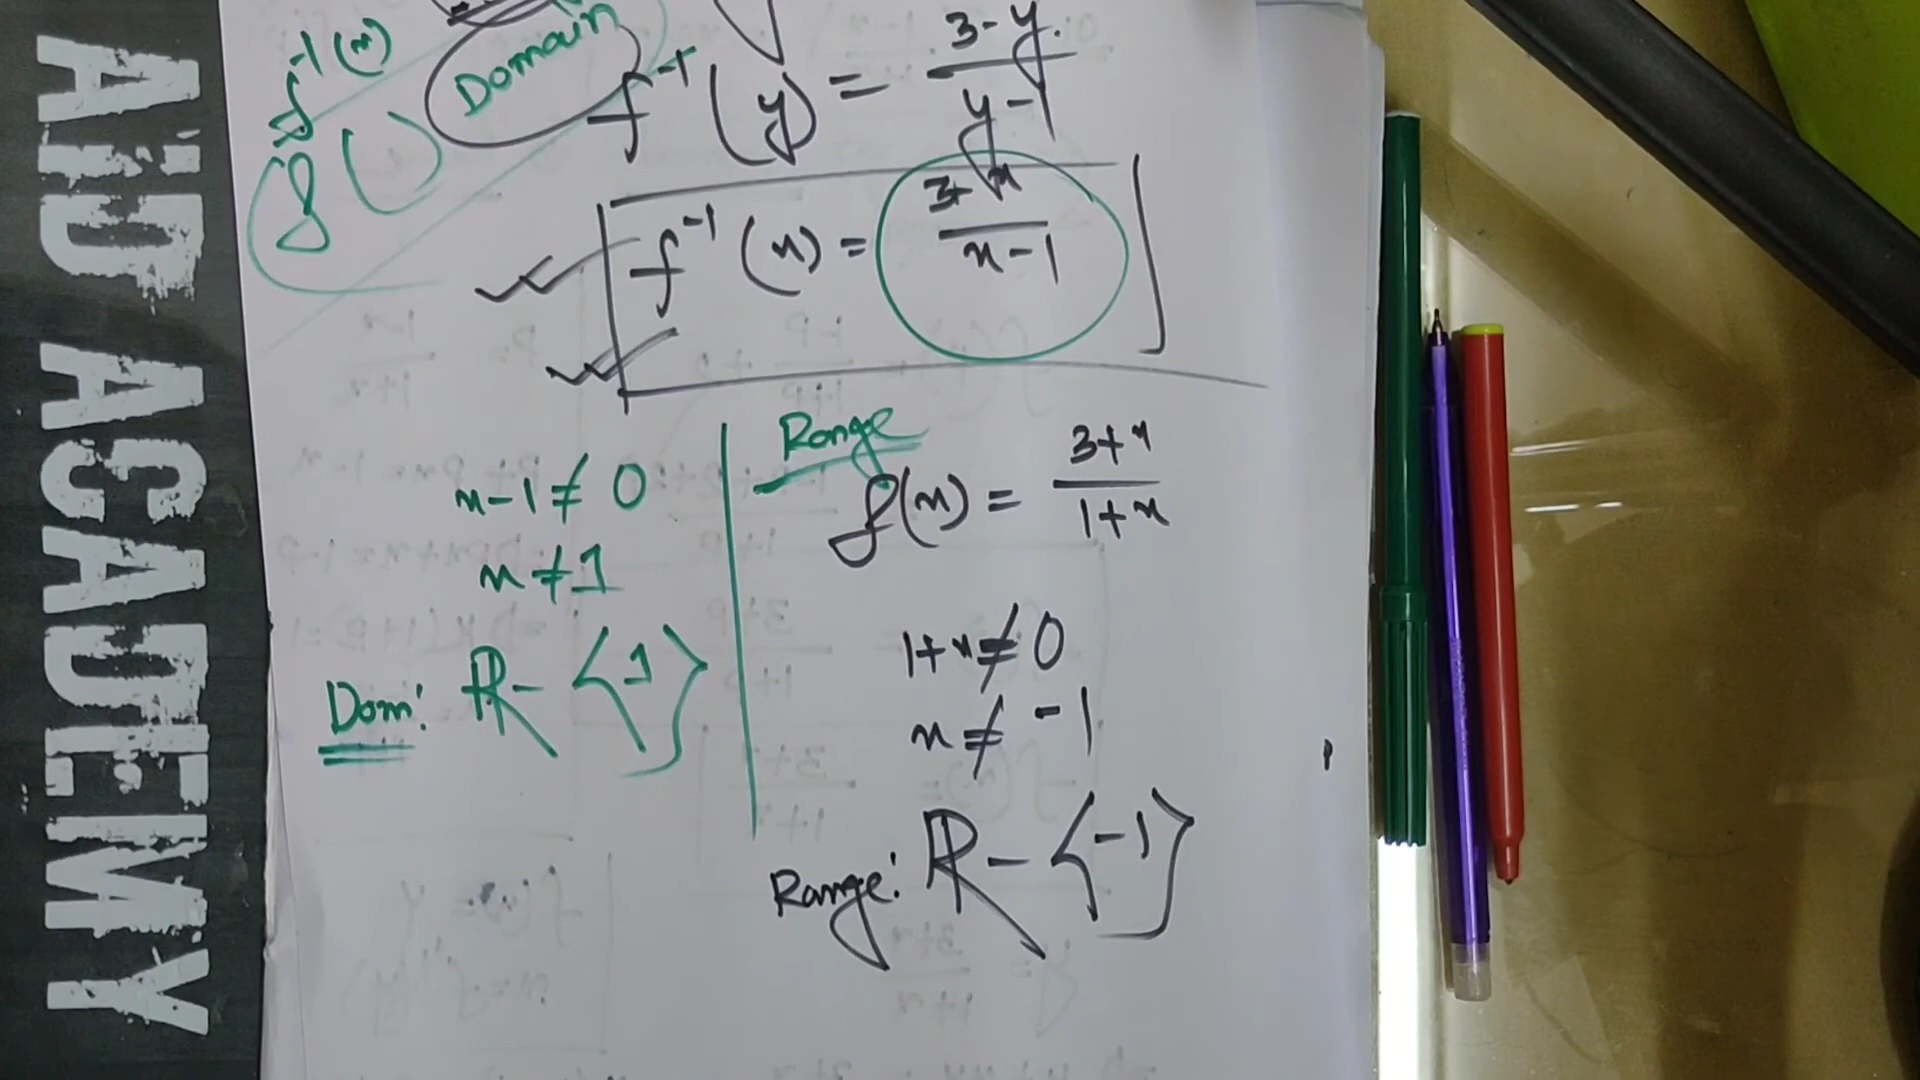 AID ACADEMY
f⁻¹(x)
g( )
Domain
f⁻¹(y) = (3-y)/(y-1)
f⁻¹(x) = (3+x)/(x-1)
x-1 ≠ 0
x ≠ 1
Dom: R- {1}
Range
f(x) = (3+x)/(1+x)
1+x ≠ 0
x ≠ -1
Range: R - {-1}